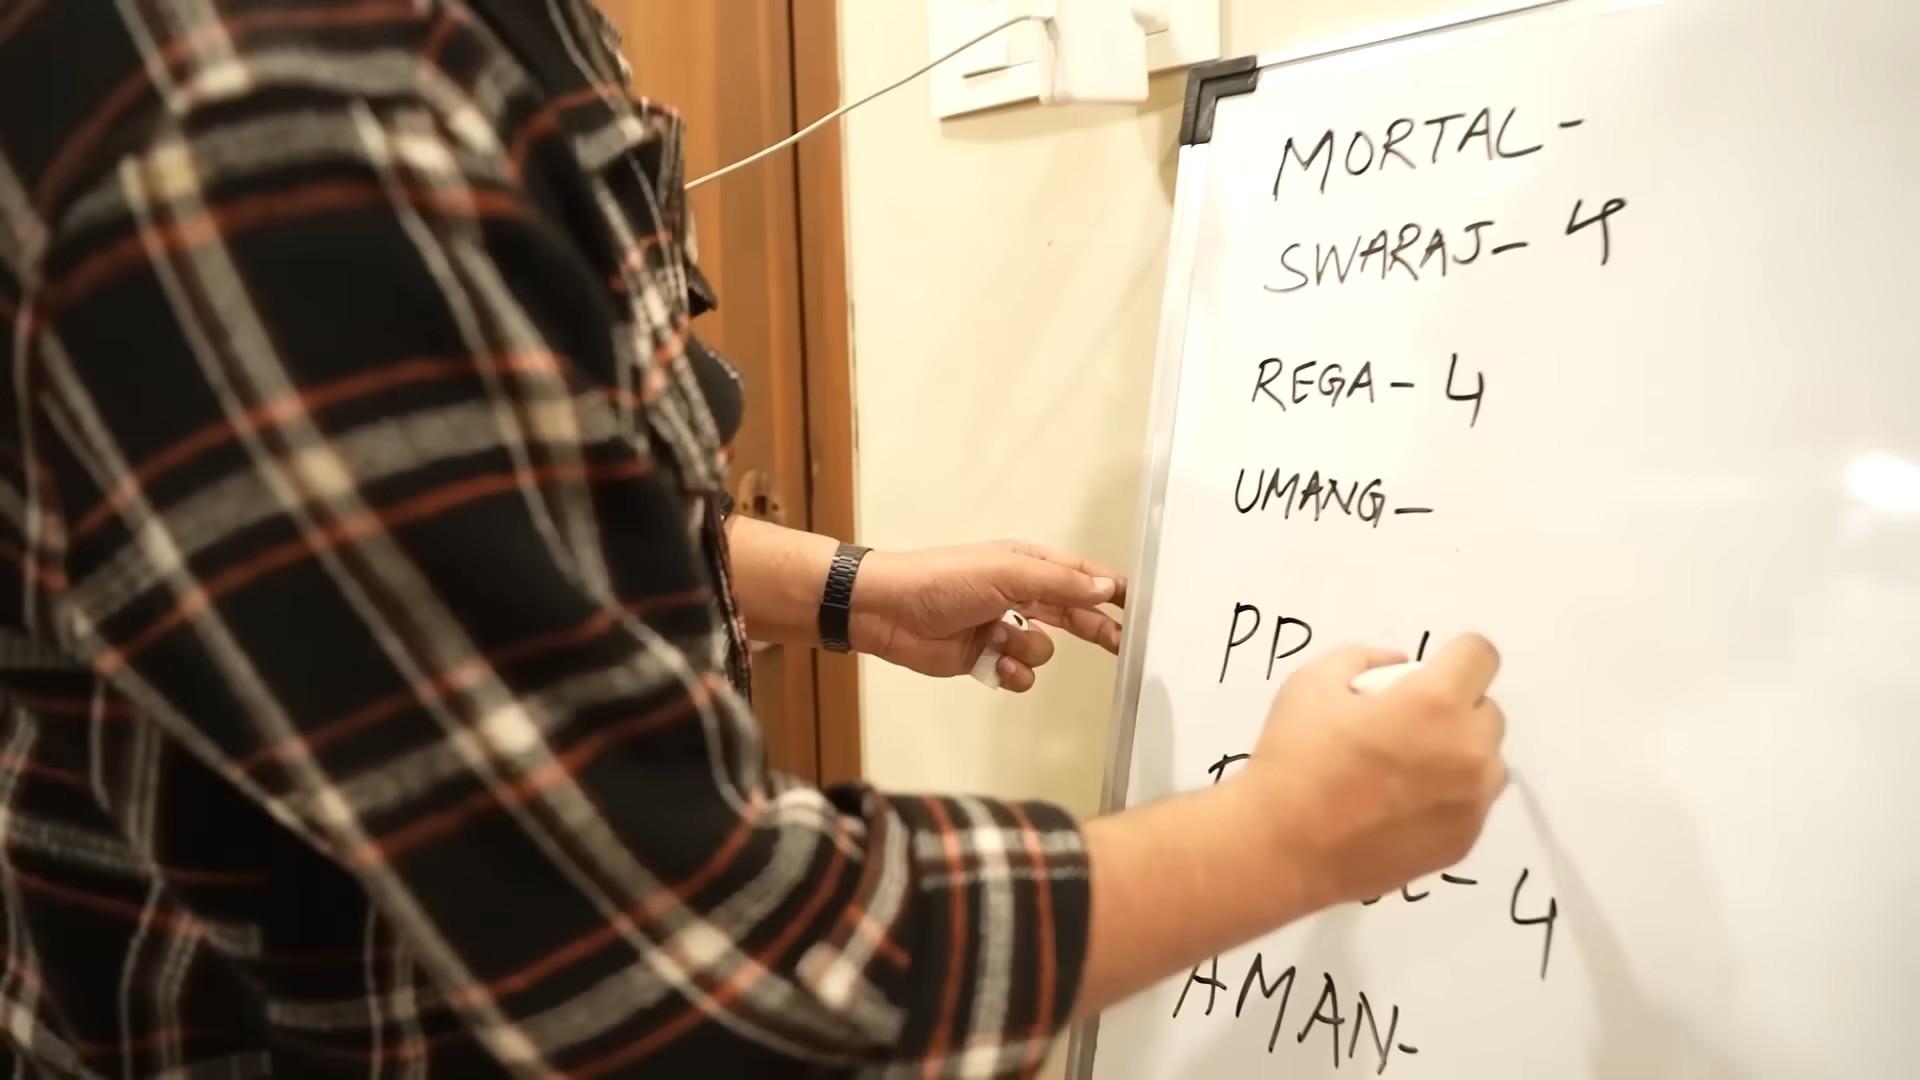 MORTAL-
SWARAJ- 4
REGA- 4
UMANG-
PP
- 4
AMAN-